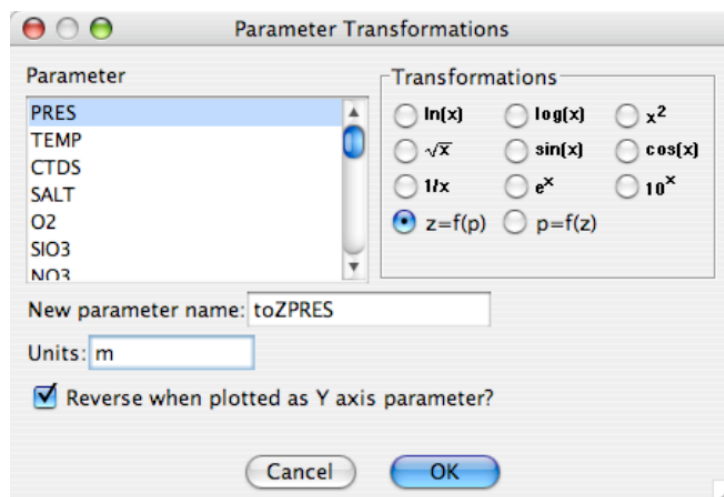 Parameter Transformations
Parameter
PRES
TEMP
CTDS
SALT
O2
SIO3
NO3
Transformations
ln(x) log(x) x²
√x sin(x) cos(x)
1/x eˣ 10ˣ
z=f(p) p=f(z)
New parameter name: toZPRES
Units: m
Reverse when plotted as Y axis parameter?
Cancel OK